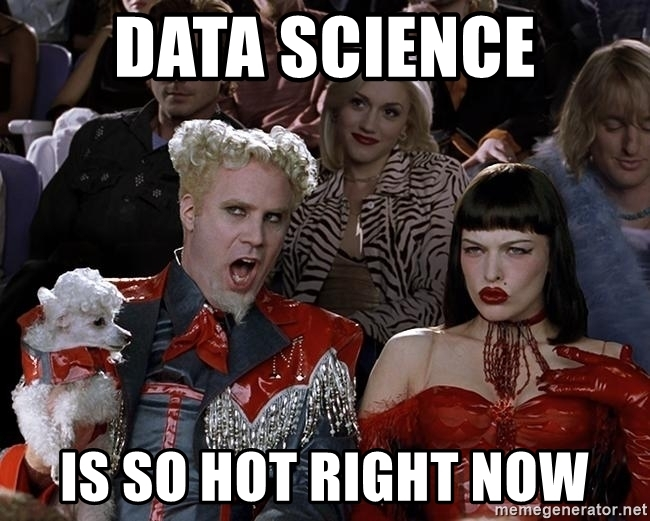 DATA SCIENCE
IS SO HOT RIGHT NOW
memegenerator.net